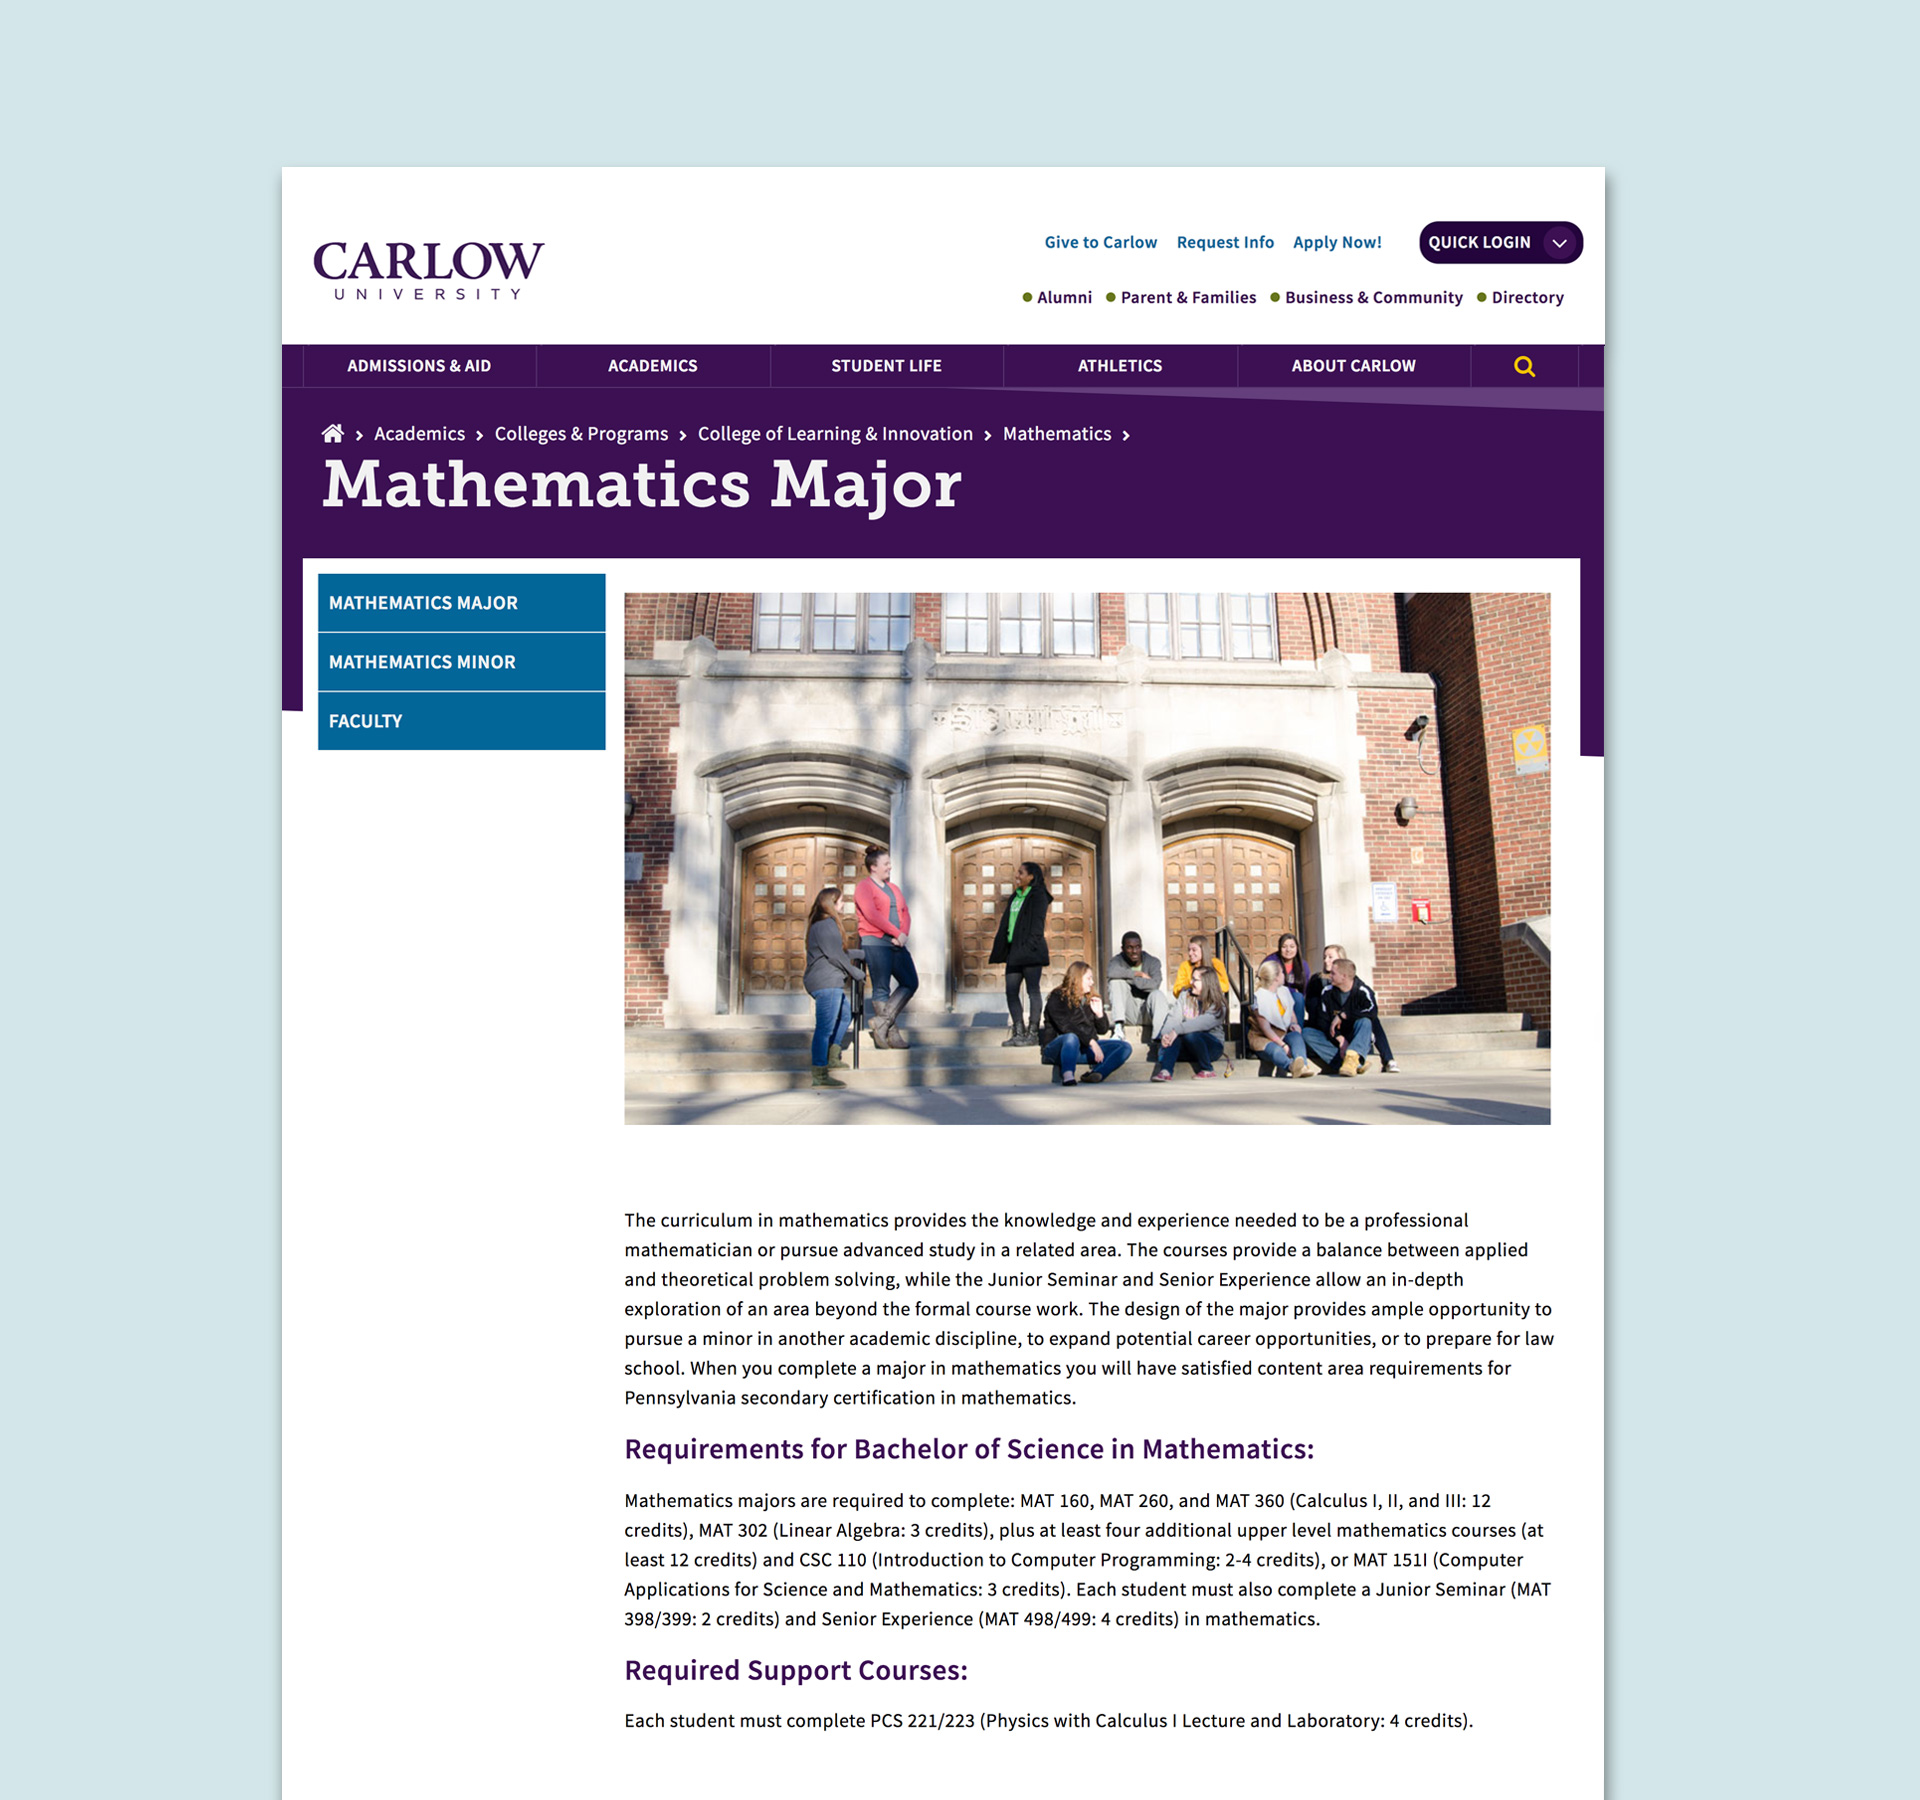 CARLOW
UNIVERSITY
Give to Carlow Request Info Apply Now! QUICK LOGIN
Alumni Parent & Families Business & Community Directory
ADMISSIONS & AID ACADEMICS STUDENT LIFE ATHLETICS ABOUT CARLOW
Academics Colleges & Programs College of Learning & Innovation Mathematics
Mathematics Major
MATHEMATICS MAJOR
MATHEMATICS MINOR
FACULTY
The curriculum in mathematics provides the knowledge and experience needed to be a professional
mathematician or pursue advanced study in a related area. The courses provide a balance between applied
and theoretical problem solving, while the Junior Seminar and Senior Experience allow an in-depth
exploration of an area beyond the formal course work. The design of the major provides ample opportunity to
pursue a minor in another academic discipline, to expand potential career opportunities, or to prepare for law
school. When you complete a major in mathematics you will have satisfied content area requirements for
Pennsylvania secondary certification in mathematics.
Requirements for Bachelor of Science in Mathematics:
Mathematics majors are required to complete: MAT 160, MAT 260, and MAT 360 (Calculus I, II, and III: 12
credits), MAT 302 (Linear Algebra: 3 credits), plus at least four additional upper level mathematics courses (at
least 12 credits) and CSC 110 (Introduction to Computer Programming: 2-4 credits), or MAT 151I (Computer
Applications for Science and Mathematics: 3 credits). Each student must also complete a Junior Seminar (MAT
398/399: 2 credits) and Senior Experience (MAT 498/499: 4 credits) in mathematics.
Required Support Courses:
Each student must complete PCS 221/223 (Physics with Calculus I Lecture and Laboratory: 4 credits).